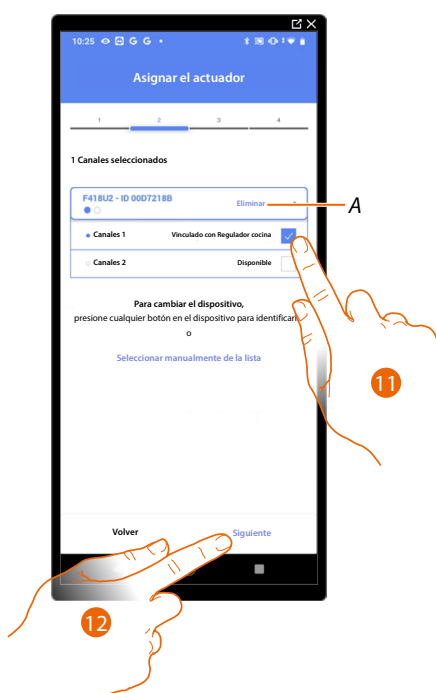 10:25 G G
Asignar el actuador
1 2 3 4
1 Canales seleccionados
F418U2 - ID 00D7218B
Eliminar
A
Canales 1 Vinculado con Regulador cocina
Canales 2 Disponible
Para cambiar el dispositivo,
presione cualquier botón en el dispositivo para identificar
o
Seleccionar manualmente de la lista
11
Volver Siguiente
12